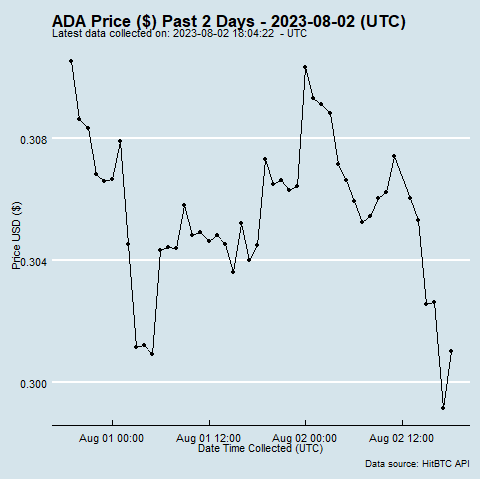 ADA Price ($) Past 2 Days - 2023-08-02 (UTC)
Latest data collected on: 2023-08-02 18:04:22  - UTC
0.308
0.304
0.300
Price USD ($)
Aug 01 00:00 Aug 01 12:00 Aug 02 00:00 Aug 02 12:00
Date Time Collected (UTC)
Data source: HitBTC API